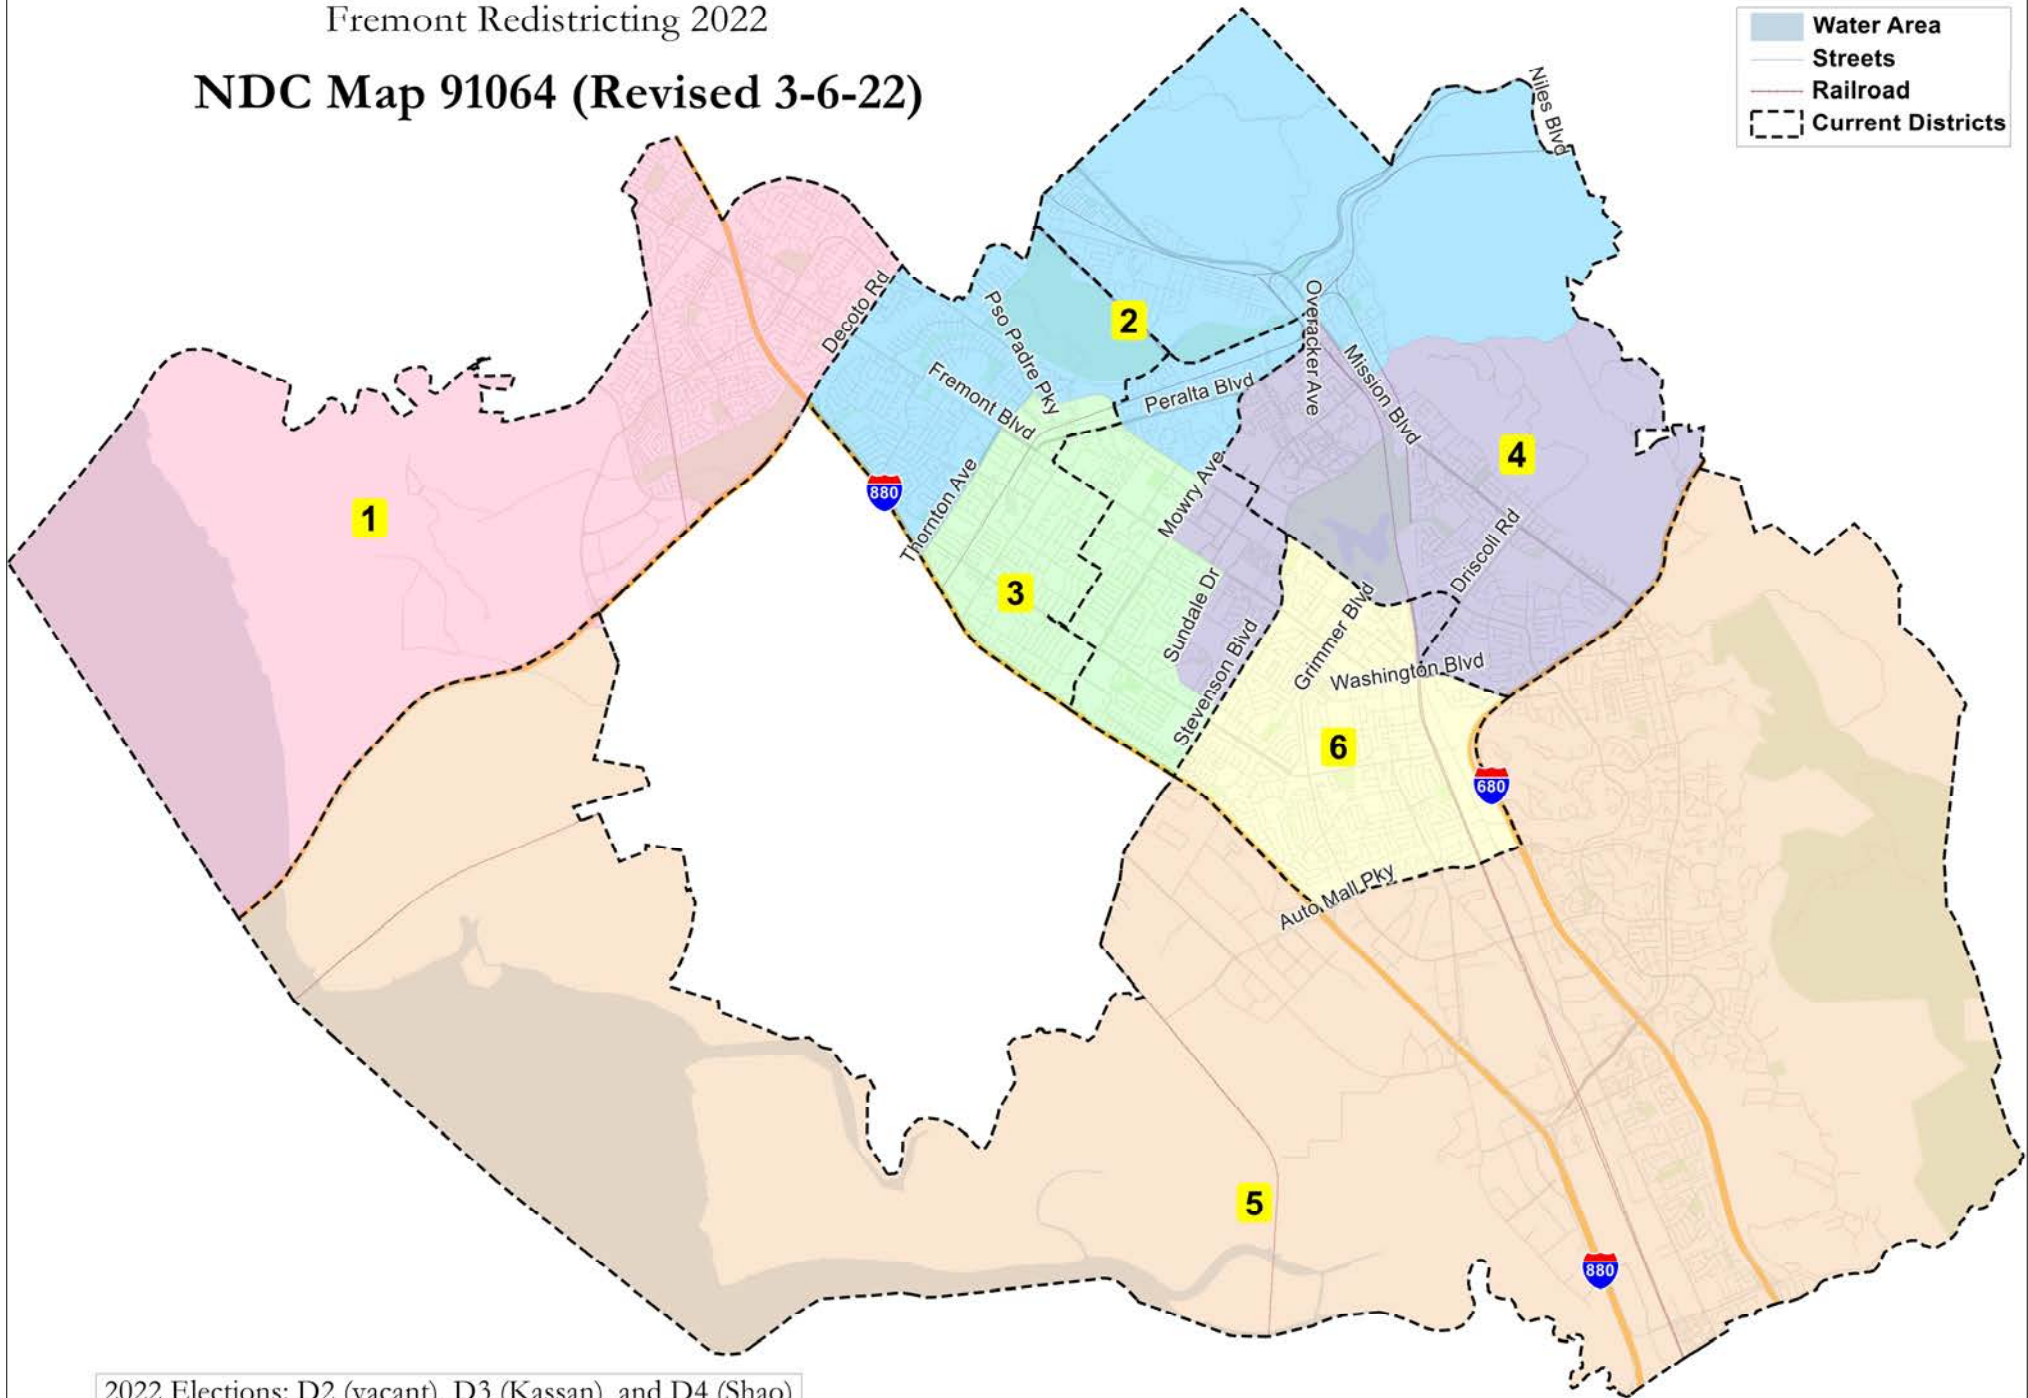 Fremont Redistricting 2022
NDC Map 91064 (Revised 3-6-22)
Water Area
Streets
Railroad
Current Districts
Niles Blvd
Decoto Rd
Pso Padre Pky
2
Overacker Ave
Fremont Blvd
Peralta Blvd
Mission Blvd
1
880
Thornton Ave
Mowry Ave
4
3
Sundale Dr
Driscoll Rd
Stevenson Blvd
Grimmer Blvd
Washington Blvd
6
680
Auto Mall Pky
5
880
2022 Elections: D2 (vacant), D3 (Kassan), and D4 (Shao)